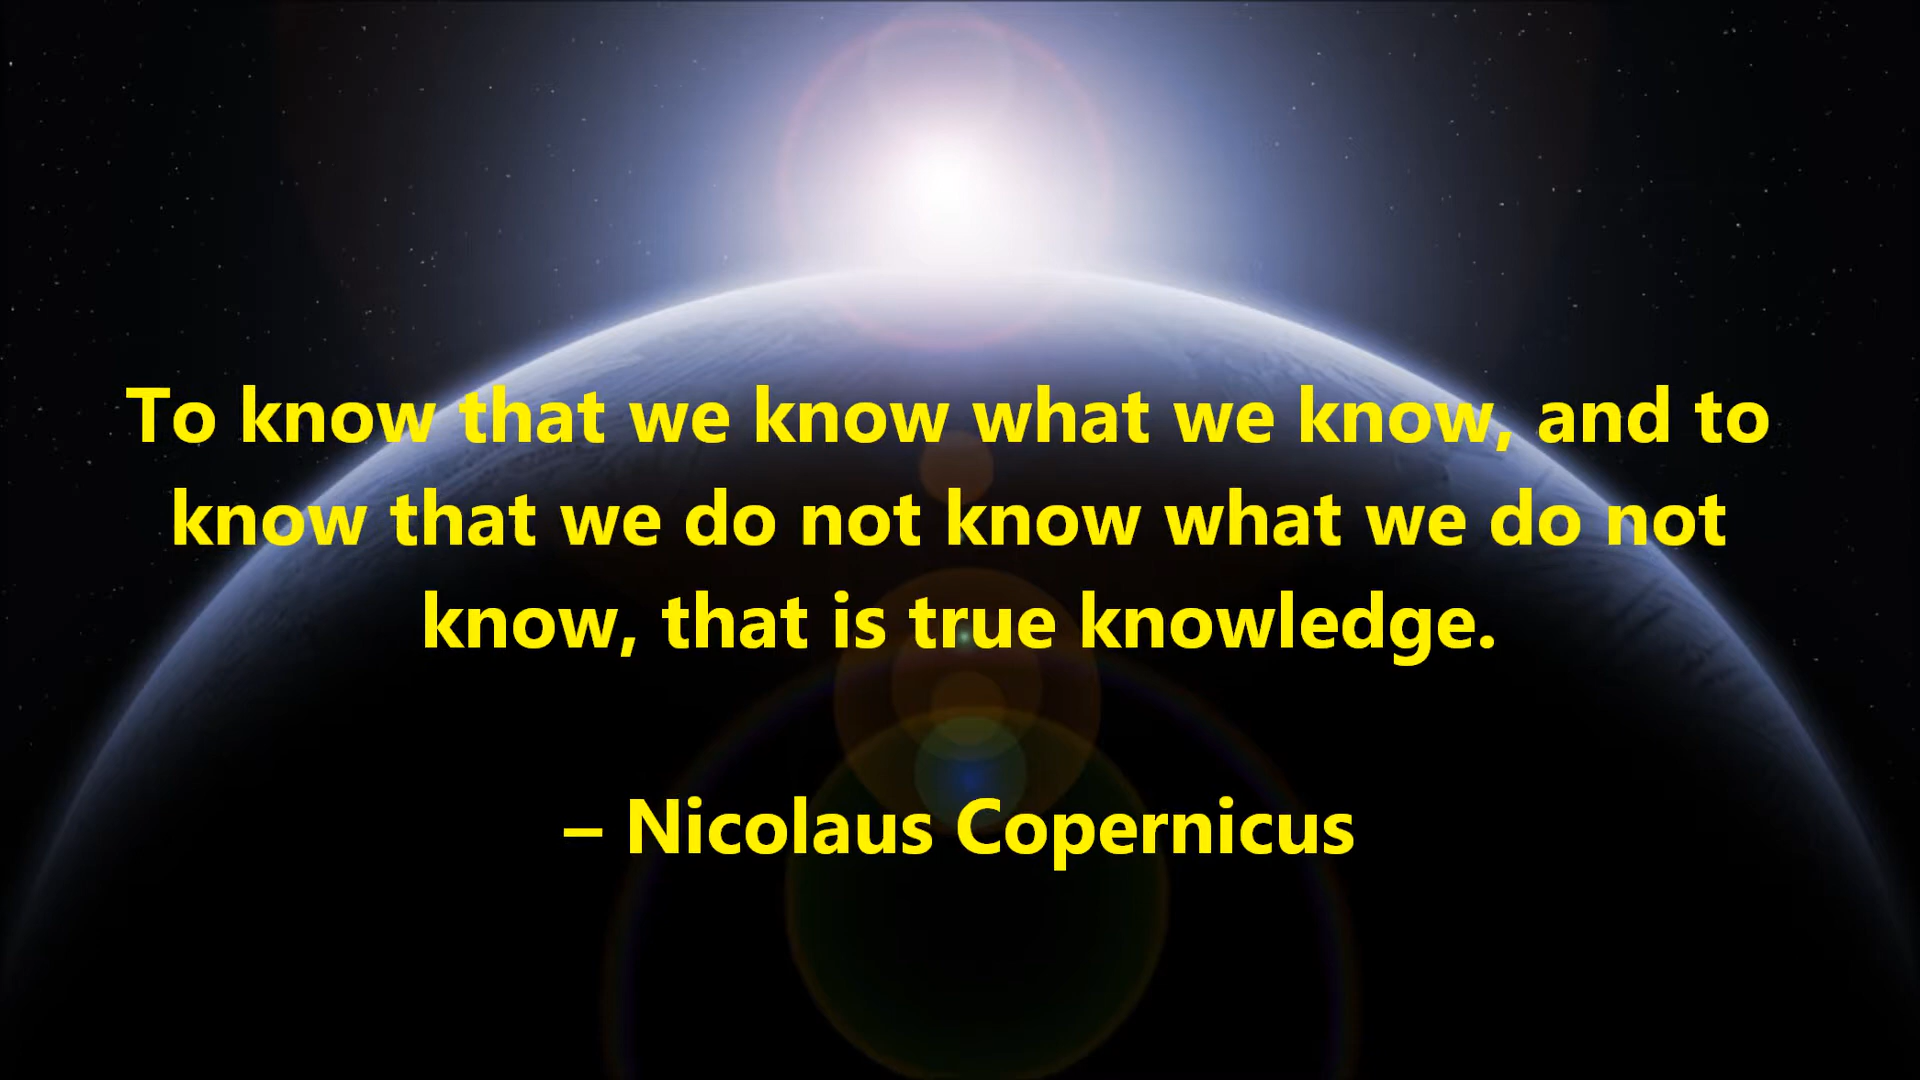 To know that we know what we know, and to
know that we do not know what we do not
know, that is true knowledge.
– Nicolaus Copernicus